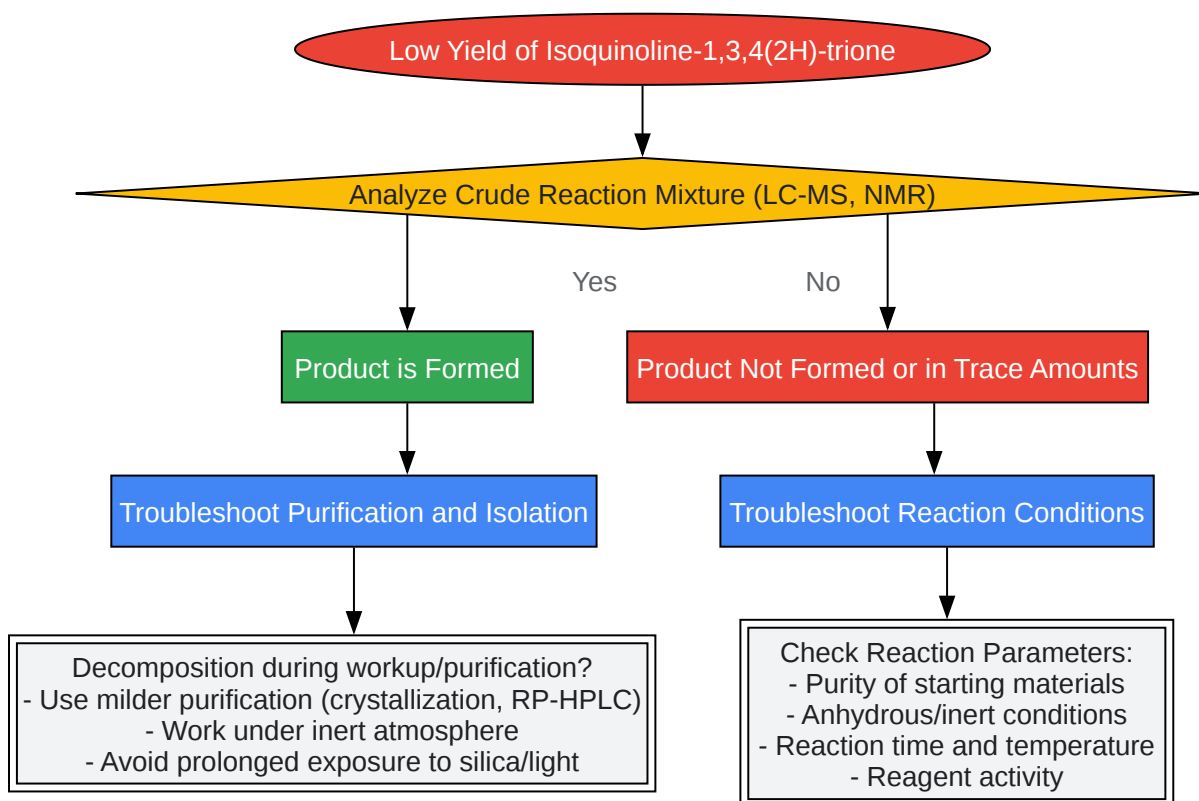 Low Yield of Isoquinoline-1,3,4(2H)-trione
Analyze Crude Reaction Mixture (LC-MS, NMR)
Yes
No
Product is Formed
Product Not Formed or in Trace Amounts
Troubleshoot Purification and Isolation
Troubleshoot Reaction Conditions
Decomposition during workup/purification?
- Use milder purification (crystallization, RP-HPLC)
- Work under inert atmosphere
- Avoid prolonged exposure to silica/light
Check Reaction Parameters:
- Purity of starting materials
- Anhydrous/inert conditions
- Reaction time and temperature
- Reagent activity